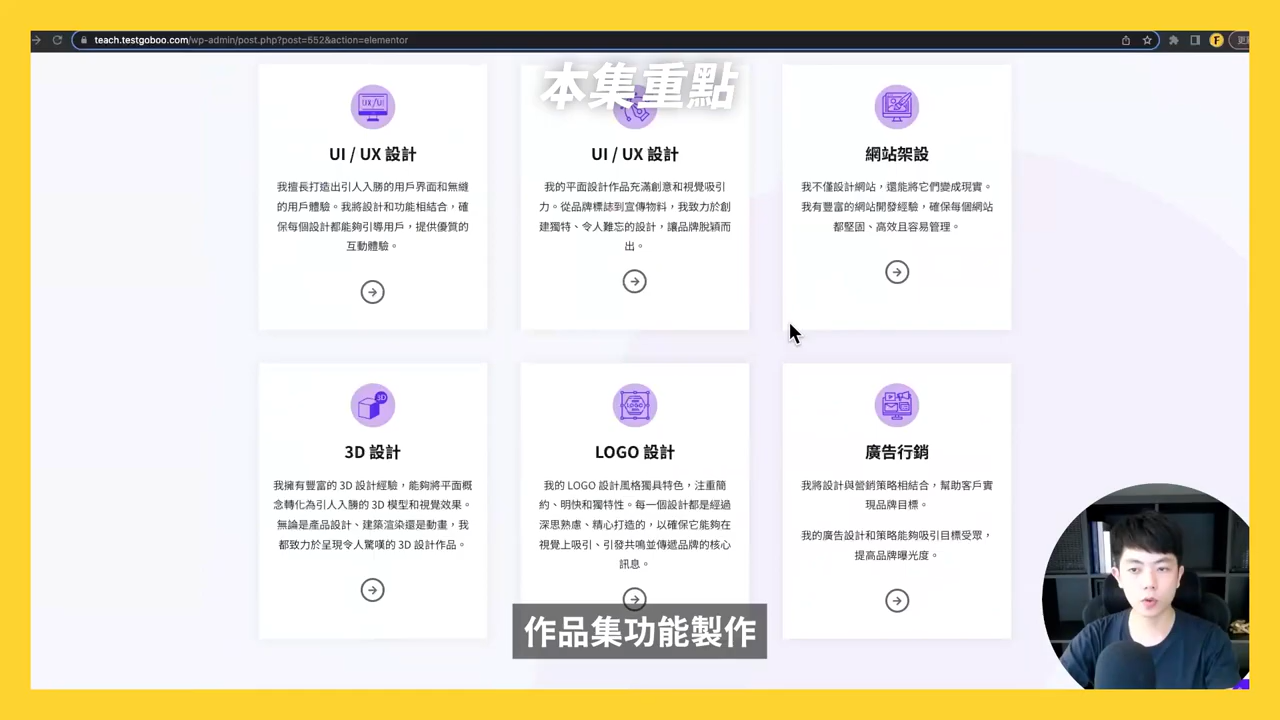 teach.testgoboo.com/wp-admin/post.php?post=552&action=elementor
本集重點
UX/UI
UI / UX 設計
我擅長打造出引人入勝的用戶界面和無縫
的用戶體驗。我將設計和功能相結合，確
保每個設計都能夠引導用戶，提供優質的
互動體驗。
UI / UX 設計
我的平面設計作品充滿創意和視覺吸引
力。從品牌標誌到宣傳物料，我致力於創
建獨特、令人難忘的設計，讓品牌脫穎而
出。
網站架設
我不僅設計網站，還能將它們變成現實。
我有豐富的網站開發經驗，確保每個網站
都堅固、高效且容易管理。
3D
3D 設計
我擁有豐富的 3D 設計經驗，能夠將平面概
念轉化為引人入勝的 3D 模型和視覺效果。
無論是產品設計、建築渲染還是動畫，我
都致力於呈現令人驚嘆的 3D 設計作品。
LOGO
LOGO 設計
我的 LOGO 設計風格獨具特色，注重簡
約、明快和獨特性。每一個設計都是經過
深思熟慮、精心打造的，以確保它能夠在
視覺上吸引、引發共鳴並傳遞品牌的核心
訊息。
廣告行銷
我將設計與營銷策略相結合，幫助客戶實
現品牌目標。
我的廣告設計和策略能夠吸引目標受眾，
提高品牌曝光度。
作品集功能製作